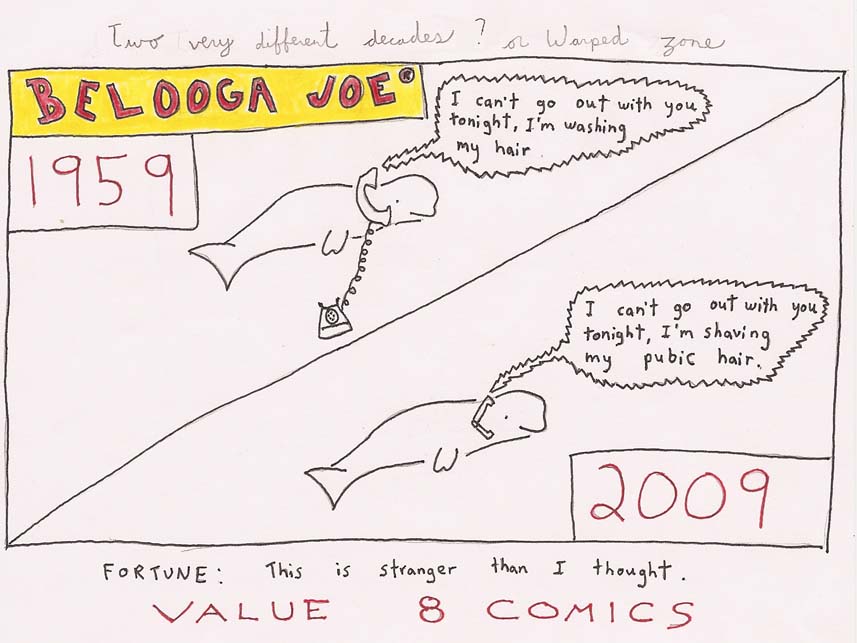 Two very different decades? or Warped zone
BELOOGA JOE®
1959
I can't go out with you
tonight, I'm washing
my hair.
I can't go out with you
tonight, I'm shaving
my pubic hair.
2009
FORTUNE: This is stranger than I thought.
VALUE 8 COMICS